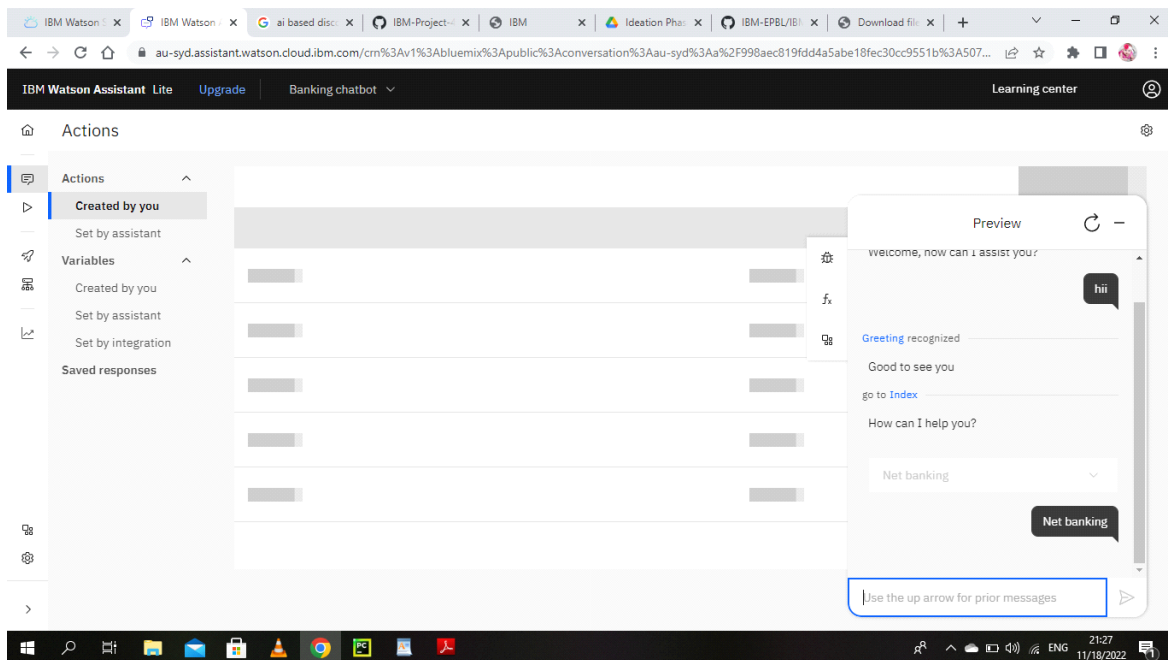 IBM Watson S
IBM Watson A
ai based disco
IBM-Project-4
IBM
Ideation Phas
IBM-EPBL/IBM
Download file
au-syd.assistant.watson.cloud.ibm.com/crn%3Av1%3Abluemix%3Apublic%3Aconversation%3Aau-syd%3Aa%2F998aec819fdd4a5abe18fec30cc9551b%3A507...
IBM Watson Assistant Lite Upgrade Banking chatbot Learning center
Actions
Actions
Created by you
Set by assistant
Variables
Created by you
Set by assistant
Set by integration
Saved responses
Preview
Welcome, how can I assist you?
hii
Greeting recognized
Good to see you
go to Index
How can I help you?
Net banking
Net banking
Use the up arrow for prior messages
ENG
21:27
11/18/2022